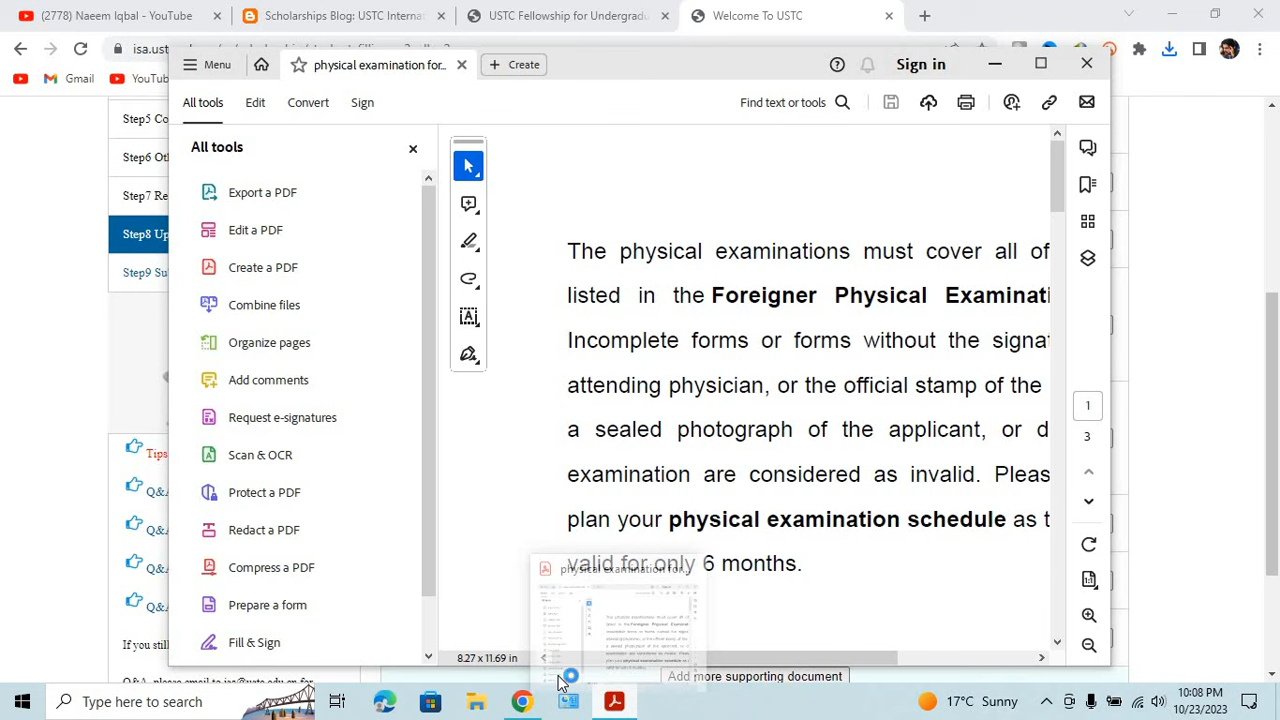 (2778) Naeem Iqbal - YouTube
Scholarships Blog: USTC Interna
USTC Fellowship for Undergradu
Welcome To USTC
isa.ust
Gmail
YouTub
Menu
physical examination for...
Create
Sign in
All tools
Edit
Convert
Sign
Find text or tools
All tools
Export a PDF
Edit a PDF
Create a PDF
Combine files
Organize pages
Add comments
Request e-signatures
Scan & OCR
Protect a PDF
Redact a PDF
Compress a PDF
Prepare a form
Fill & Sign
Step5 Co
Step6 Ot
Step7 Re
Step8 Up
Step9 Su
Tips
Q&A
Q&A
Q&A
Q&A
If you still
The physical examinations must cover all of
listed in the Foreigner Physical Examinati
Incomplete forms or forms without the signat
attending physician, or the official stamp of the
a sealed photograph of the applicant, or d
examination are considered as invalid. Pleas
plan your physical examination schedule as t
valid for only 6 months.
physical examination for...
1
3
8.27 x 11.69 in
Add more supporting document
Type here to search
17°C Sunny
10:08 PM
10/23/2023